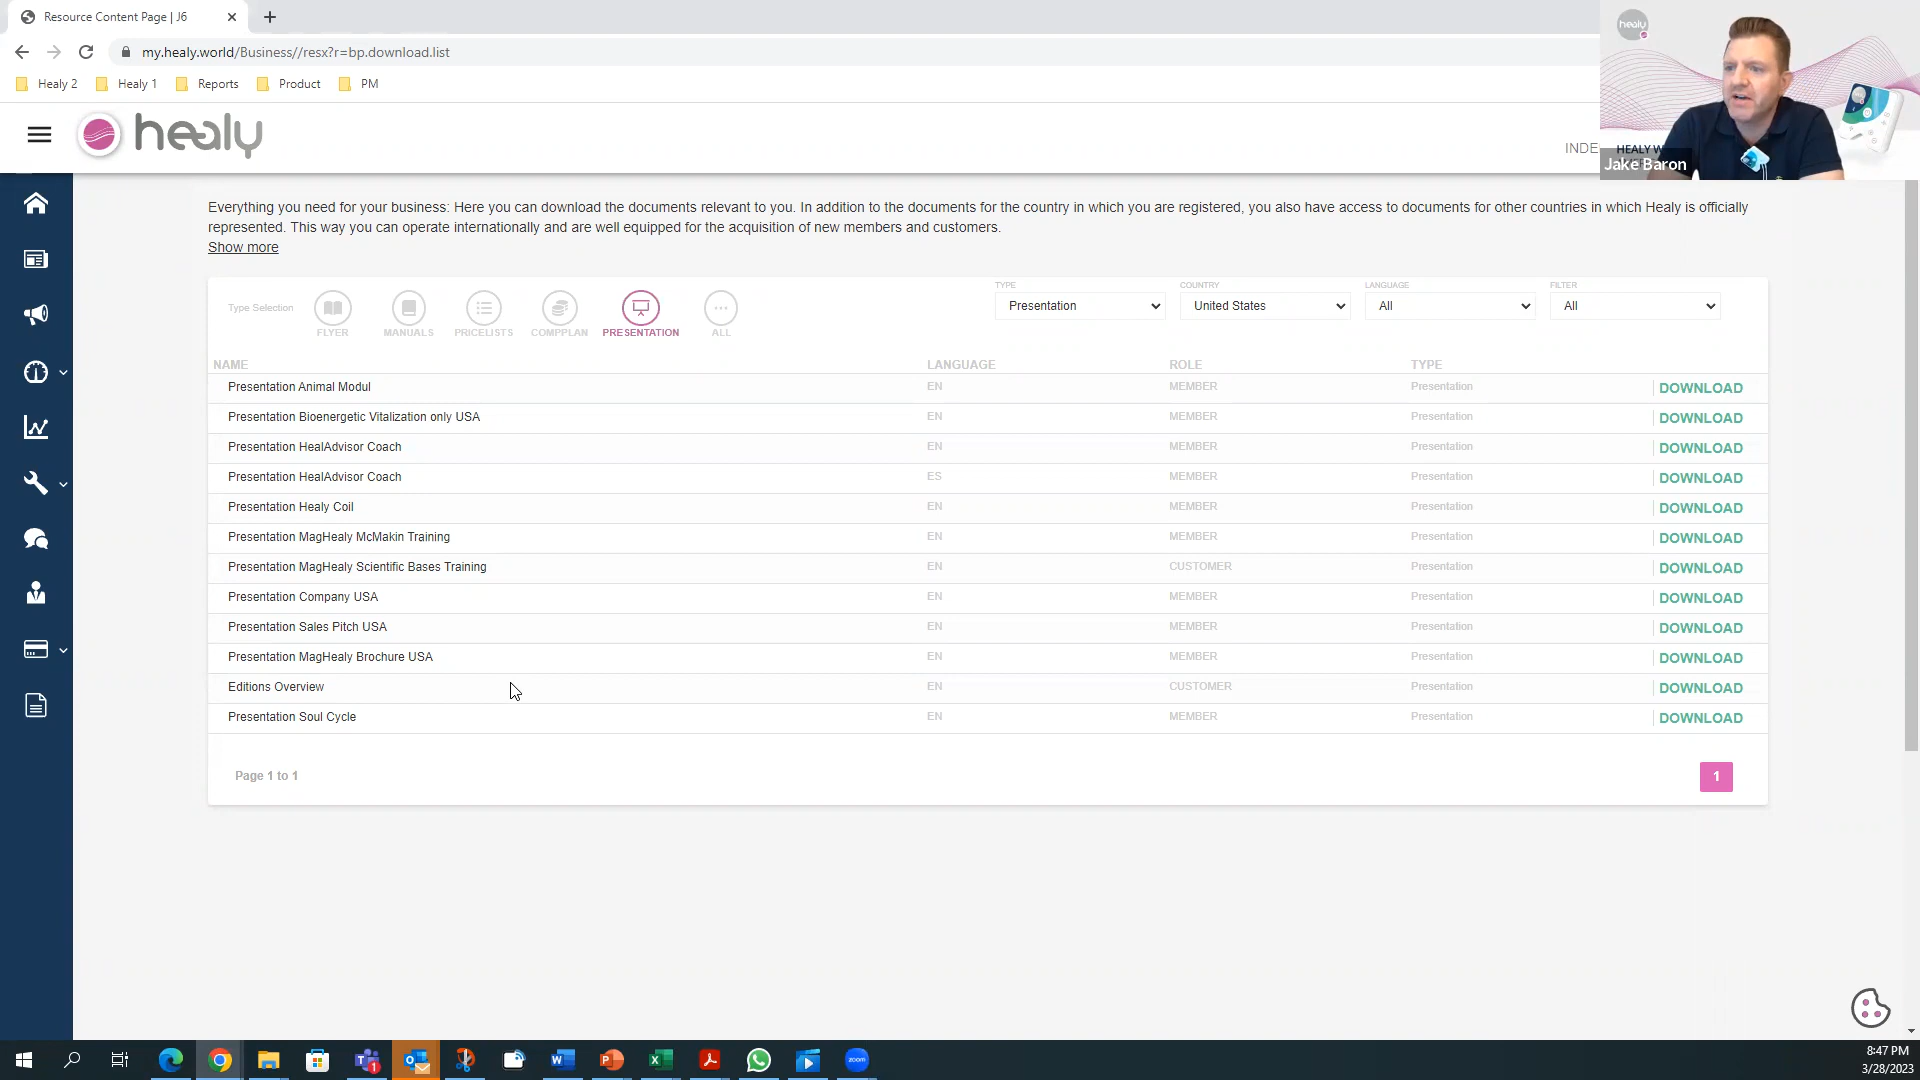 Resource Content Page | J6
my.healy.world/Business//resx?r=bp.download.list
Healy 2 Healy 1 Reports Product PM
healy
INDE
healy
HEALY W
Jake Baron
Everything you need for your business: Here you can download the documents relevant to you. In addition to the documents for the country in which you are registered, you also have access to documents for other countries in which Healy is officially
represented. This way you can operate internationally and are well equipped for the acquisition of new members and customers.
Show more
TYPE COUNTRY LANGUAGE FILTER
Type Selection Presentation United States All All
FLYER MANUALS PRICELISTS COMPPLAN PRESENTATION ALL
NAME LANGUAGE ROLE TYPE
Presentation Animal Modul EN MEMBER Presentation DOWNLOAD
Presentation Bioenergetic Vitalization only USA EN MEMBER Presentation DOWNLOAD
Presentation HealAdvisor Coach EN MEMBER Presentation DOWNLOAD
Presentation HealAdvisor Coach ES MEMBER Presentation DOWNLOAD
Presentation Healy Coil EN MEMBER Presentation DOWNLOAD
Presentation MagHealy McMakin Training EN MEMBER Presentation DOWNLOAD
Presentation MagHealy Scientific Bases Training EN CUSTOMER Presentation DOWNLOAD
Presentation Company USA EN MEMBER Presentation DOWNLOAD
Presentation Sales Pitch USA EN MEMBER Presentation DOWNLOAD
Presentation MagHealy Brochure USA EN MEMBER Presentation DOWNLOAD
Editions Overview EN CUSTOMER Presentation DOWNLOAD
Presentation Soul Cycle EN MEMBER Presentation DOWNLOAD
Page 1 to 1 1
zoom
8:47 PM
3/28/2023